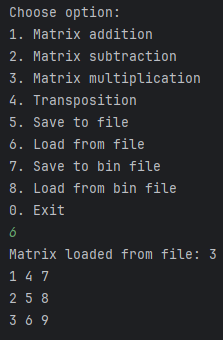 Choose option:
1. Matrix addition
2. Matrix subtraction
3. Matrix multiplication
4. Transposition
5. Save to file
6. Load from file
7. Save to bin file
8. Load from bin file
0. Exit
6
Matrix loaded from file: 3
1 4 7
2 5 8
3 6 9